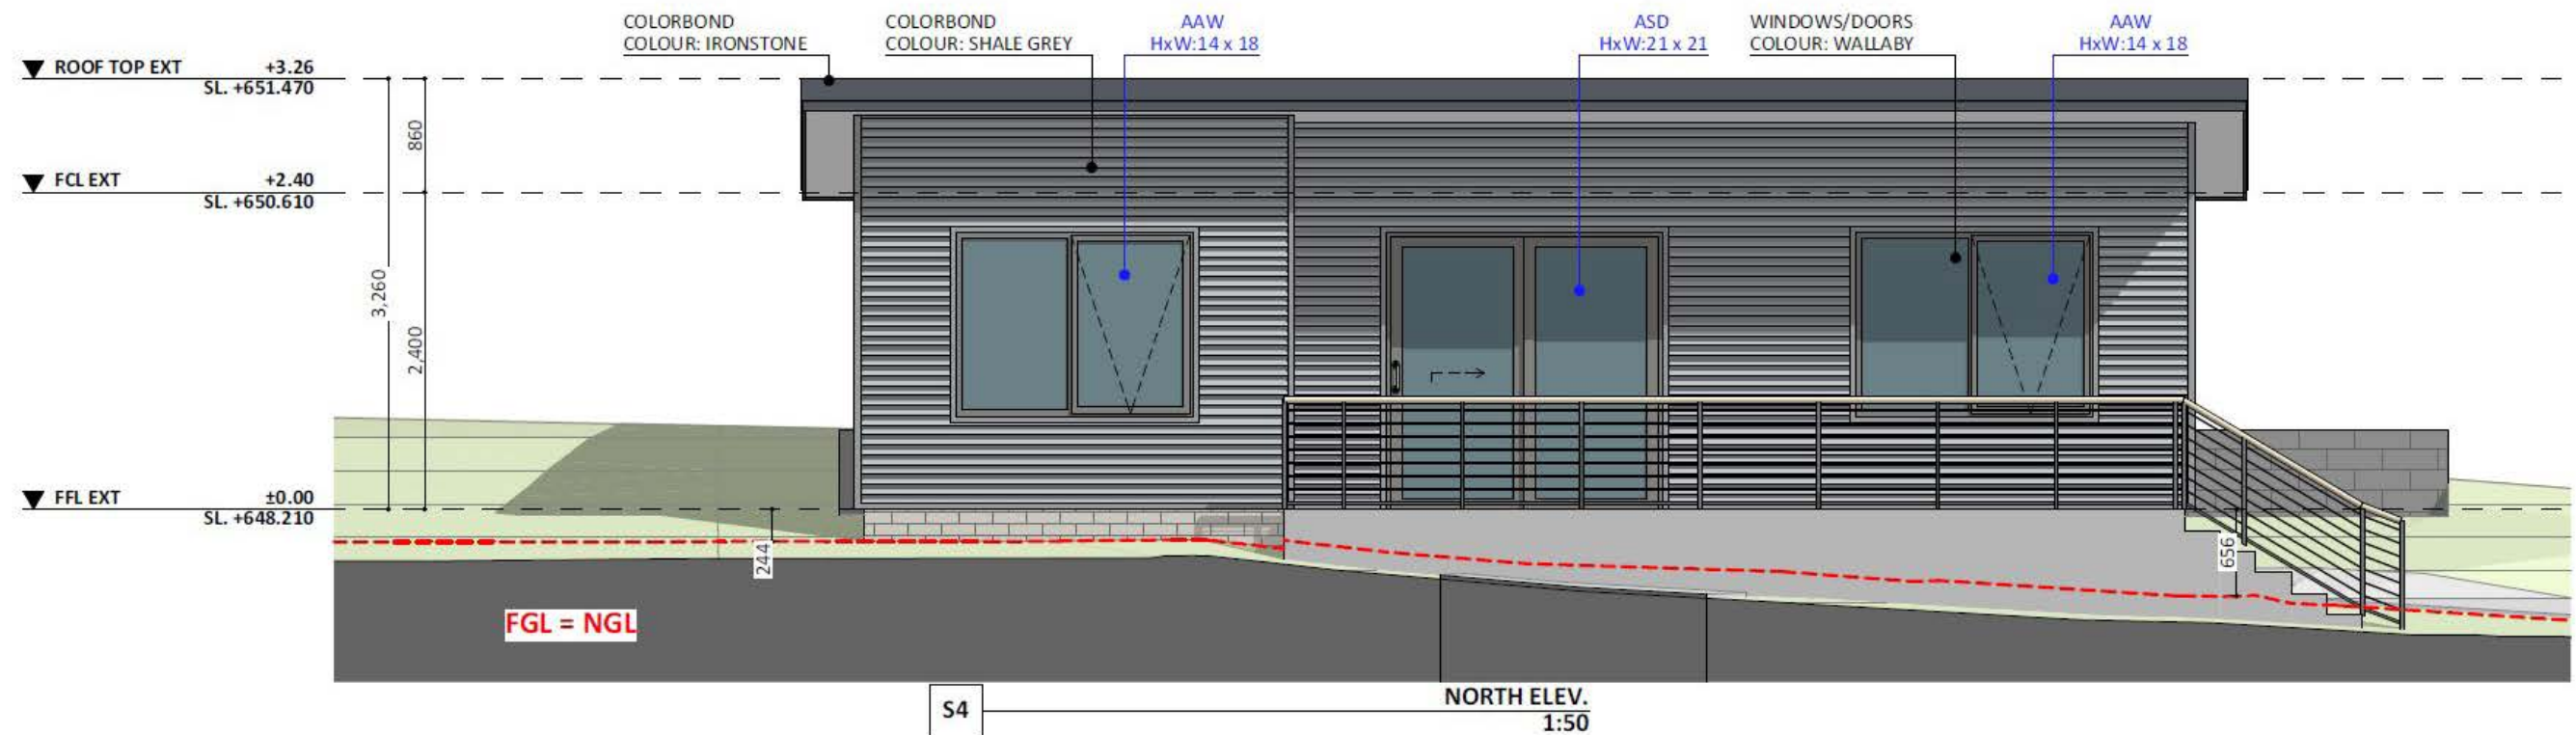 COLORBOND
COLOUR: IRONSTONE
COLORBOND
COLOUR: SHALE GREY
AAW
HxW:14 x 18
ASD
HxW:21 x 21
WINDOWS/DOORS
COLOUR: WALLABY
AAW
HxW:14 x 18
ROOF TOP EXT +3.26
SL. +651.470
860
FCL EXT +2.40
SL. +650.610
3,260
2,400
FFL EXT ±0.00
SL. +648.210
244
656
FGL = NGL
S4
NORTH ELEV.
1:50